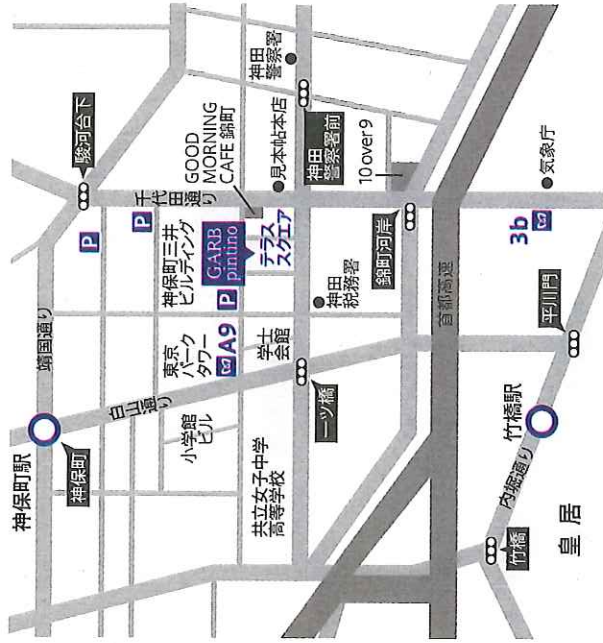 神保町駅
靖国通り
駿河台下
神保町
白山通り
千代田通り
P
P
小学館
ビル
東京
パーク
タワー
A9
神保町三井
ビルディング
P
GARB
pintino
GOOD
MORNING
CAFE 錦町
テラス
スクエア
学士
会館
共立女子中学
高等学校
見本帖本店
神田
警察署
神田
警察署前
一ツ橋
神田
税務署
10 over 9
錦町河岸
首都高速
竹橋
内堀通り
竹橋駅
平川門
3b
気象庁
皇居